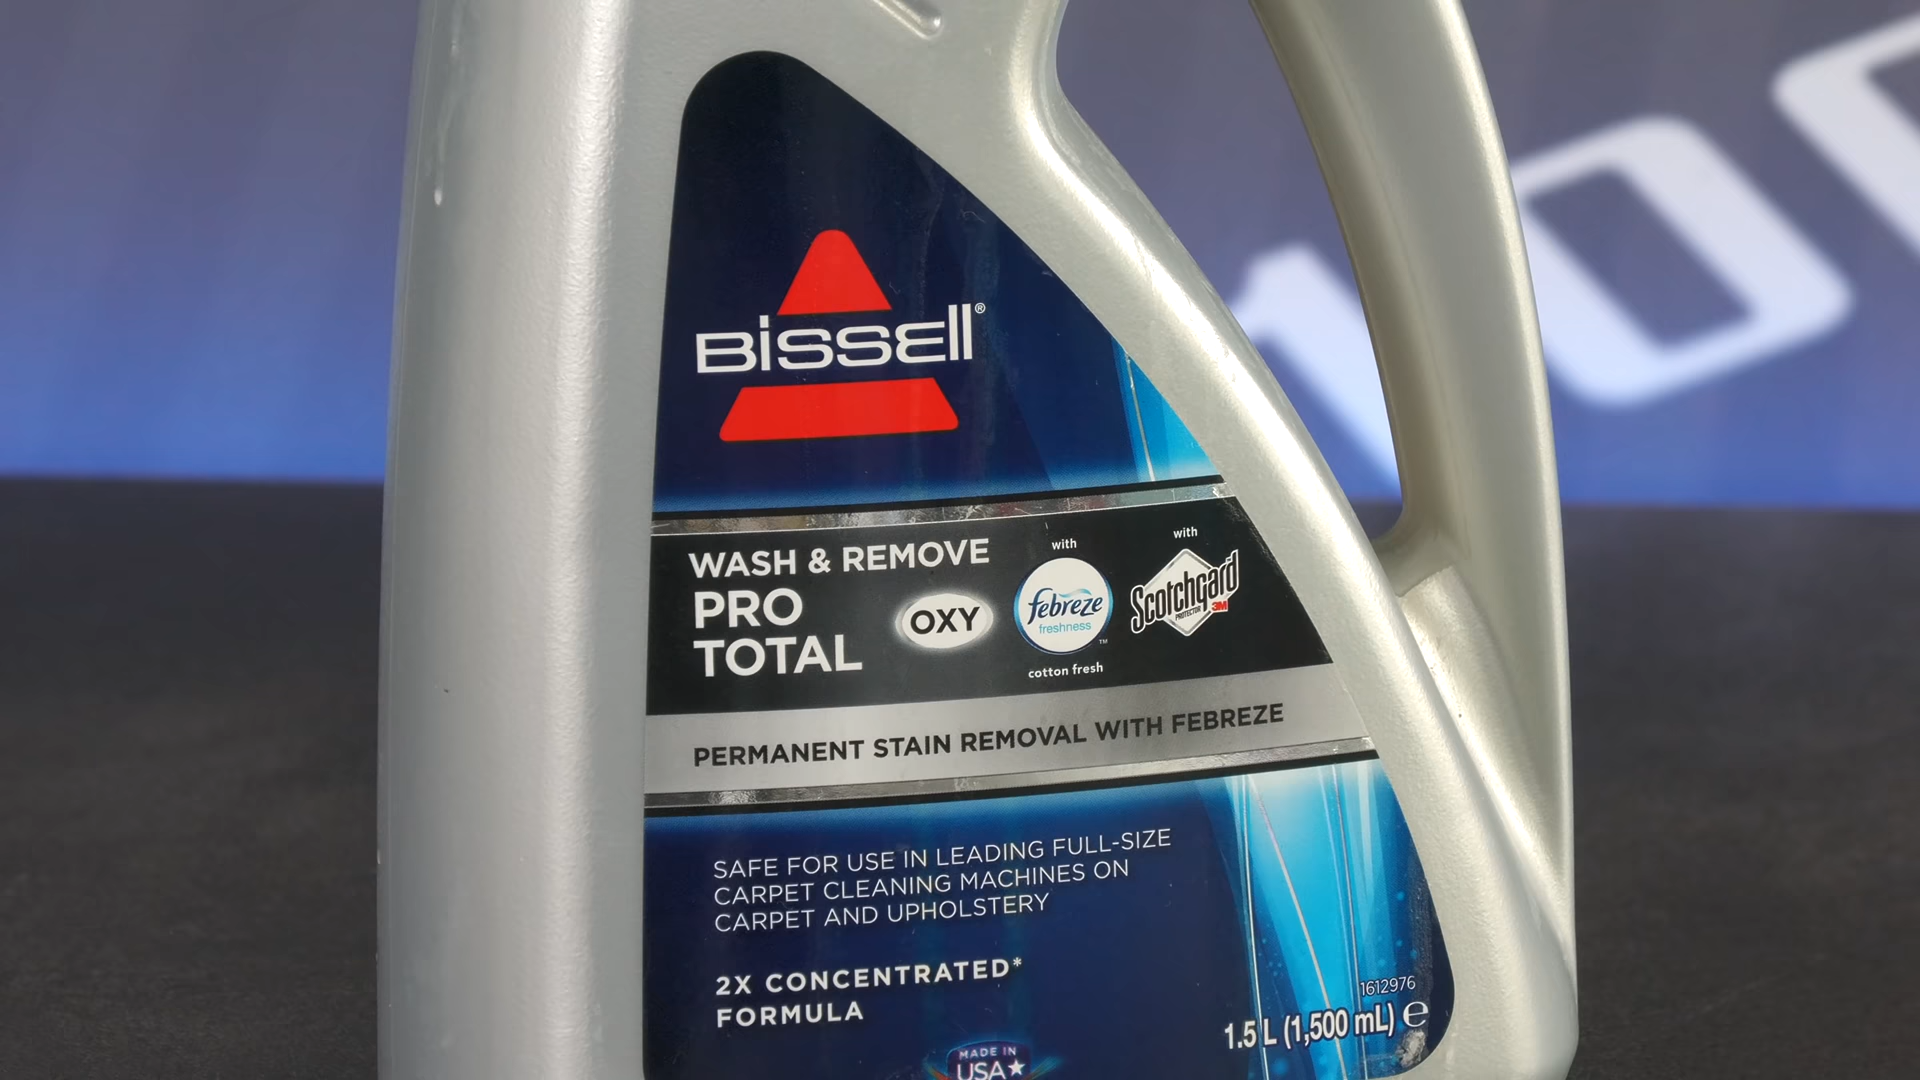 BISSELL®
WASH & REMOVE
PRO
TOTAL
OXY
with
febreze
freshness
™
cotton fresh
with
Scotchgard
PROTECTOR 3M
PERMANENT STAIN REMOVAL WITH FEBREZE
SAFE FOR USE IN LEADING FULL-SIZE
CARPET CLEANING MACHINES ON
CARPET AND UPHOLSTERY
2X CONCENTRATED*
FORMULA
1612976
1.5 L (1,500 mL) e
MADE IN
USA★